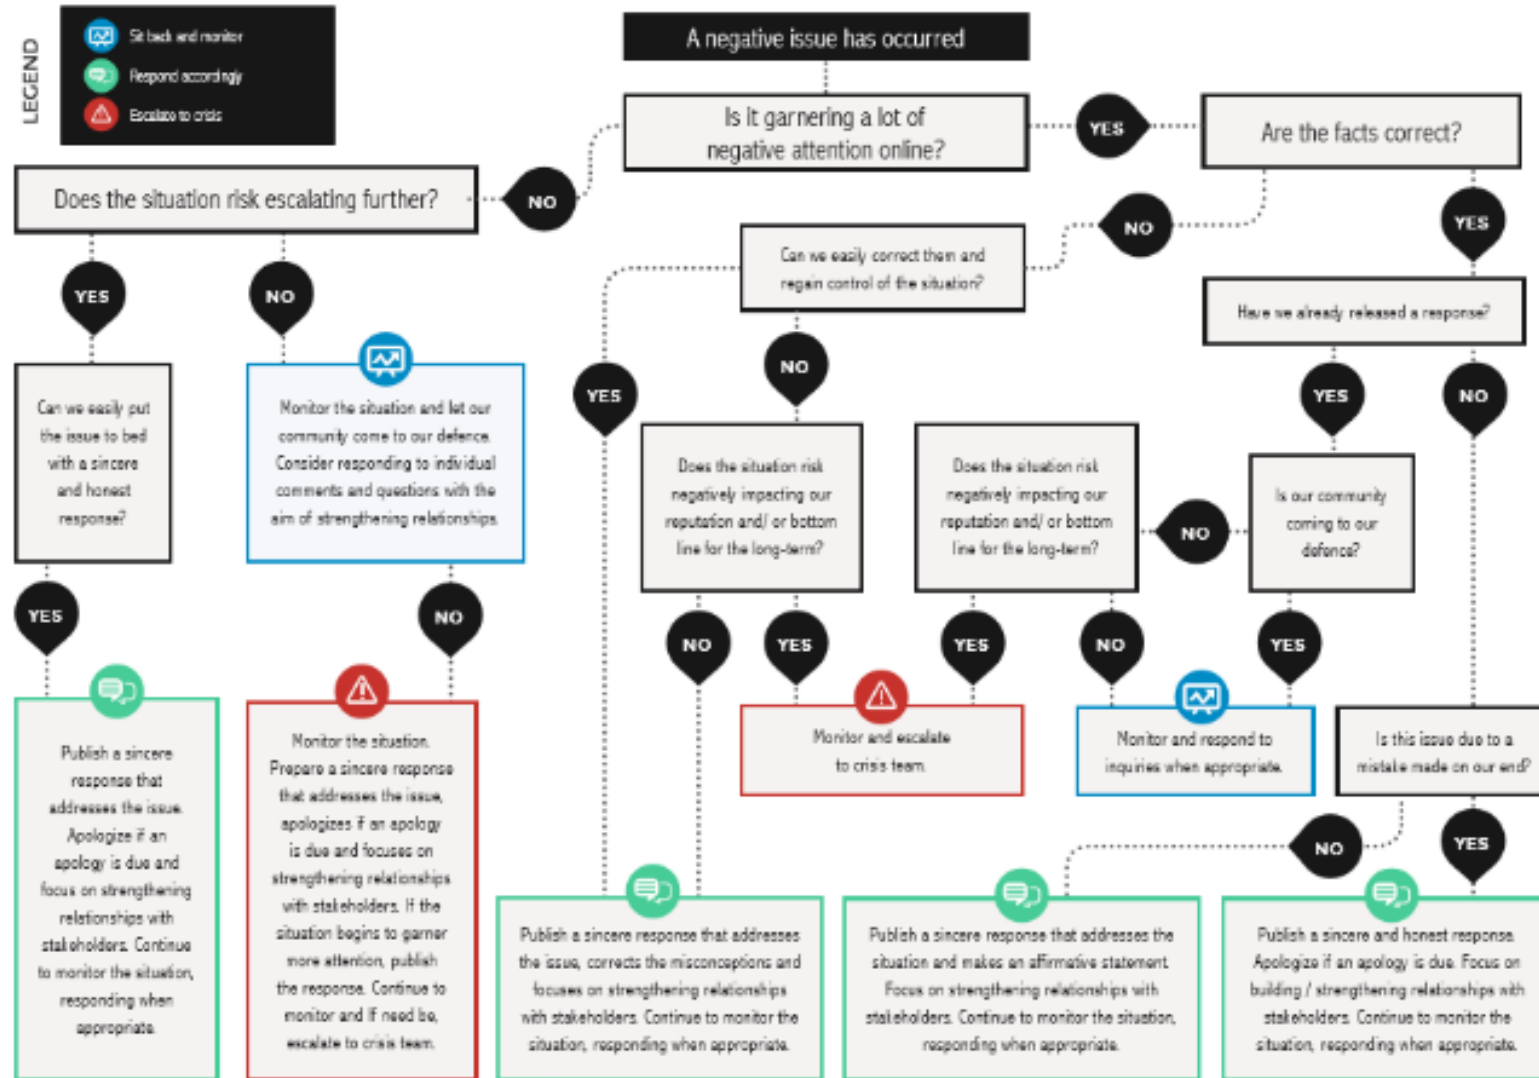 LEGEND
Sit back and monitor
Respond accordingly
Escalate to crisis
A negative issue has occurred
Is it garnering a lot of
negative attention online?
YES
Are the facts correct?
NO
Does the situation risk escalating further?
NO
YES
Can we easily correct them and
regain control of the situation?
YES
NO
Have we already released a response?
NO
YES
YES
NO
Can we easily put
the issue to bed
with a sincere
and honest
response?
Monitor the situation and let our
community come to our defence.
Consider responding to individual
comments and questions with the
aim of strengthening relationships.
Does the situation risk
negatively impacting our
reputation and/ or bottom
line for the long-term?
Does the situation risk
negatively impacting our
reputation and/ or bottom
line for the long-term?
NO
Is our community
coming to our
defence?
YES
NO
NO
YES
YES
NO
YES
Publish a sincere
response that
addresses the issue.
Apologize if an
apology is due and
focus on strengthening
relationships with
stakeholders. Continue
to monitor the situation,
responding when
appropriate.
Monitor the situation.
Prepare a sincere response
that addresses the issue,
apologizes if an apology
is due and focuses on
strengthening relationships
with stakeholders. If the
situation begins to garner
more attention, publish
the response. Continue to
monitor and If need be,
escalate to crisis team.
Monitor and escalate
to crisis team.
Monitor and respond to
inquiries when appropriate.
Is this issue due to a
mistake made on our end?
NO
YES
Publish a sincere response that addresses
the issue, corrects the misconceptions and
focuses on strengthening relationships
with stakeholders. Continue to monitor the
situation, responding when appropriate.
Publish a sincere response that addresses the
situation and makes an affirmative statement.
Focus on strengthening relationships with
stakeholders. Continue to monitor the situation,
responding when appropriate.
Publish a sincere and honest response.
Apologize if an apology is due. Focus on
building / strengthening relationships with
stakeholders. Continue to monitor the
situation, responding when appropriate.